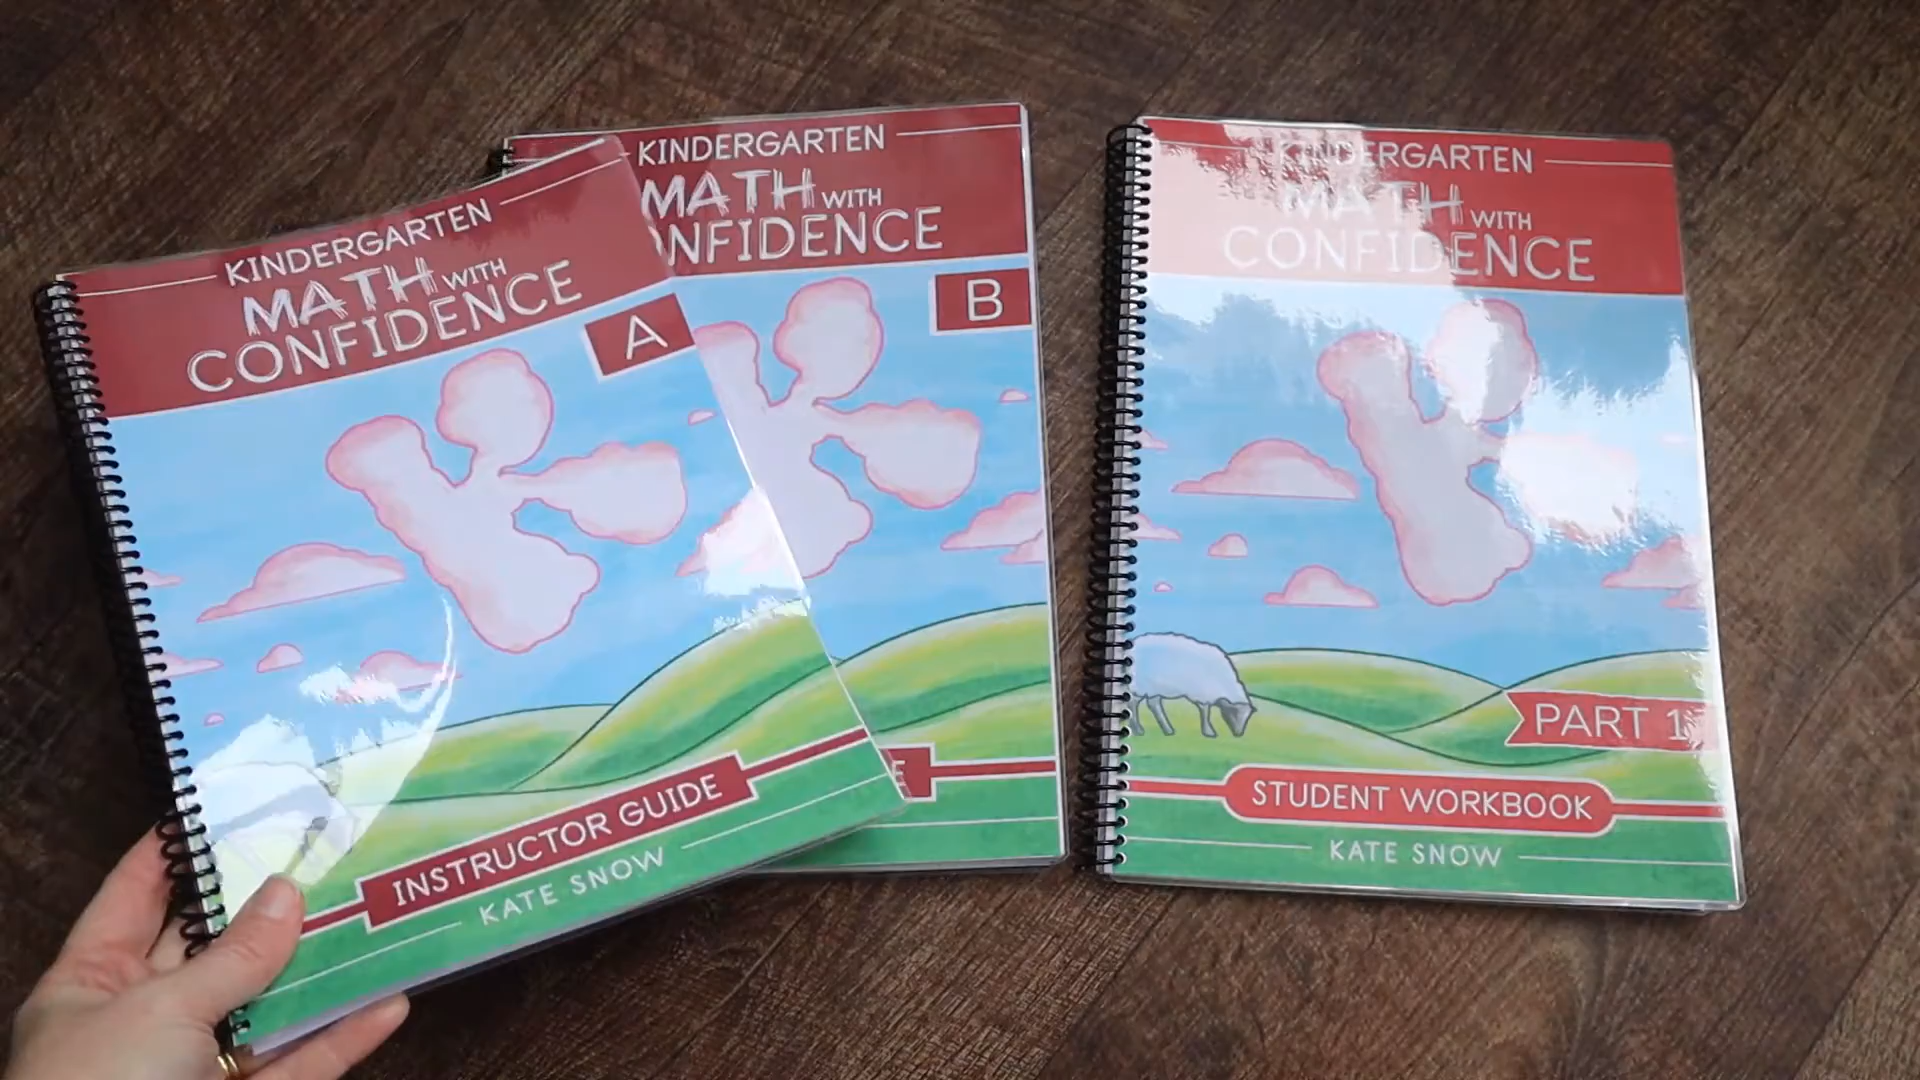 KINDERGARTEN
MATH WITH
CONFIDENCE
A
INSTRUCTOR GUIDE
KATE SNOW
KINDERGARTEN
MATH WITH
NFIDENCE
B
E
KINDERGARTEN
MATH WITH
CONFIDENCE
PART 1
STUDENT WORKBOOK
KATE SNOW